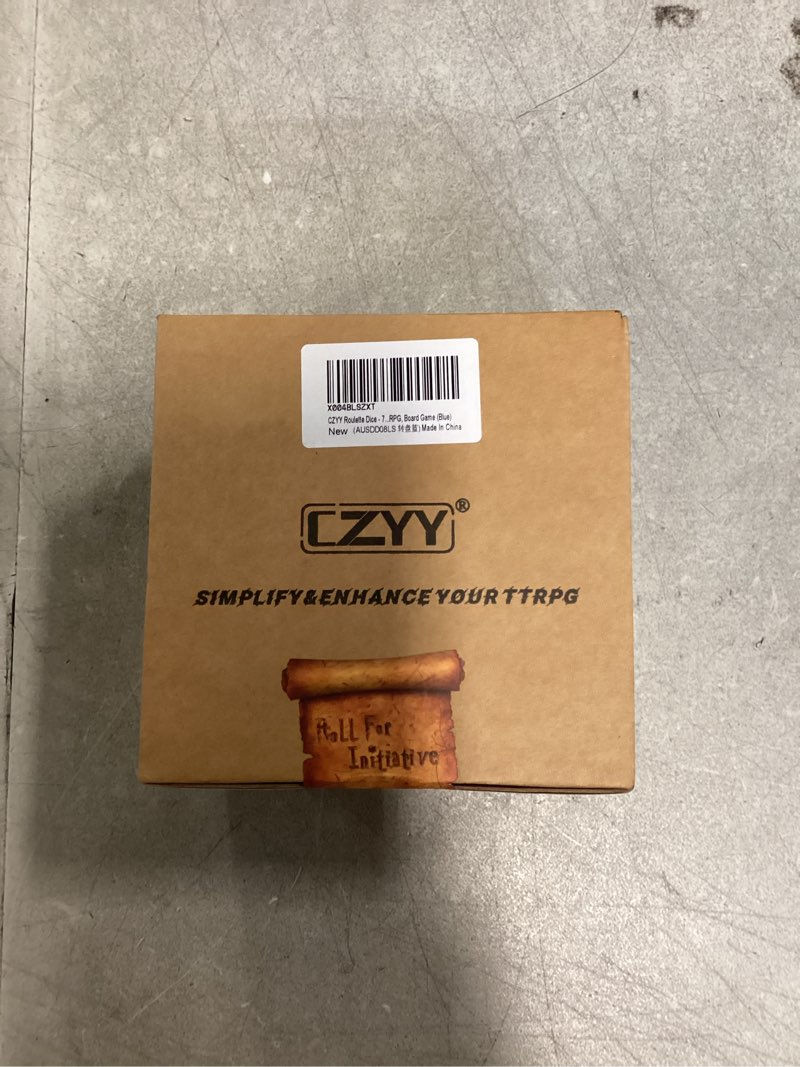 X004BLSZXT
CZYY Roulette Dice - 7...RPG, Board Game (Blue)
New (AUSDD08LS 转盘蓝) Made In China
CZYY®
SIMPLIFY&ENHANCE YOUR TTRPG
RoLL For
Initiative